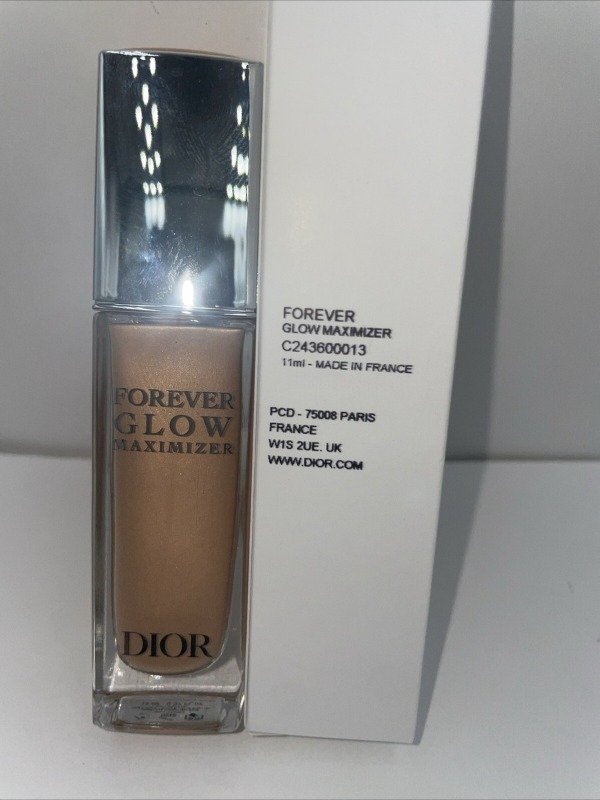 FOREVER
GLOW
MAXIMIZER
DIOR
FOREVER
GLOW MAXIMIZER
C243600013
11ml - MADE IN FRANCE
PCD - 75008 PARIS
FRANCE
W1S 2UE. UK
WWW.DIOR.COM